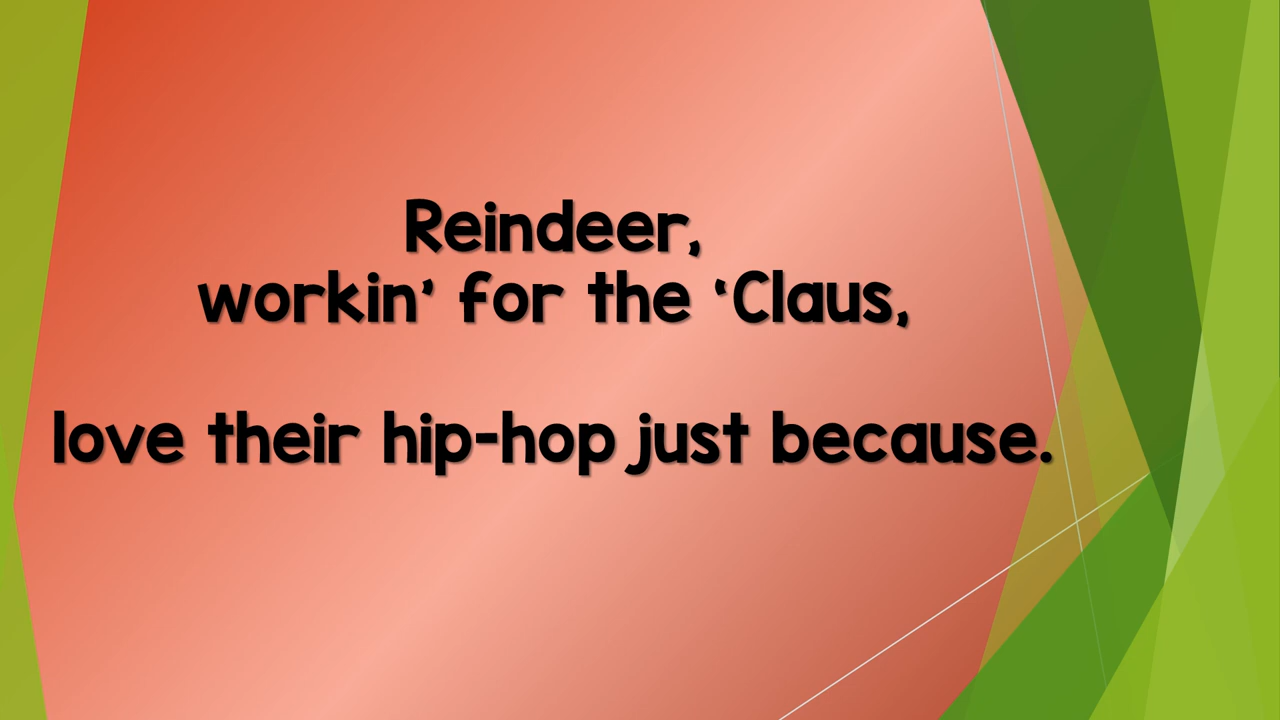 Reindeer,
workin’ for the ‘Claus,
love their hip-hop just because.